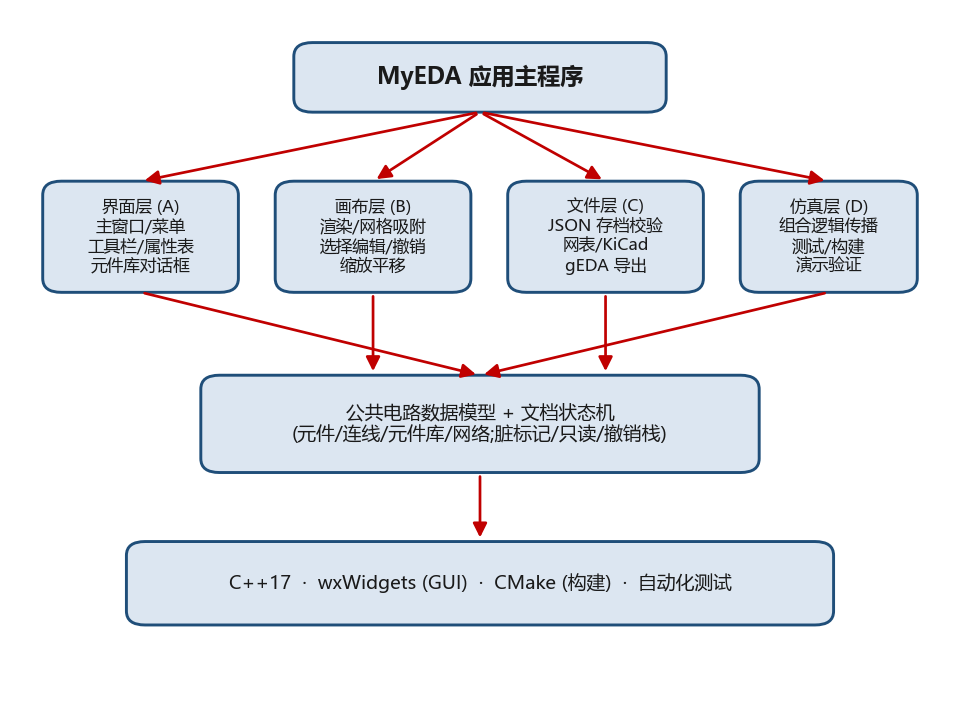 MyEDA 应用主程序
界面层 (A)
主窗口/菜单
工具栏/属性表
元件库对话框
画布层 (B)
渲染/网格吸附
选择编辑/撤销
缩放平移
文件层 (C)
JSON 存档校验
网表/KiCad
gEDA 导出
仿真层 (D)
组合逻辑传播
测试/构建
演示验证
公共电路数据模型 + 文档状态机
(元件/连线/元件库/网络;脏标记/只读/撤销栈)
C++17 · wxWidgets (GUI) · CMake (构建) · 自动化测试